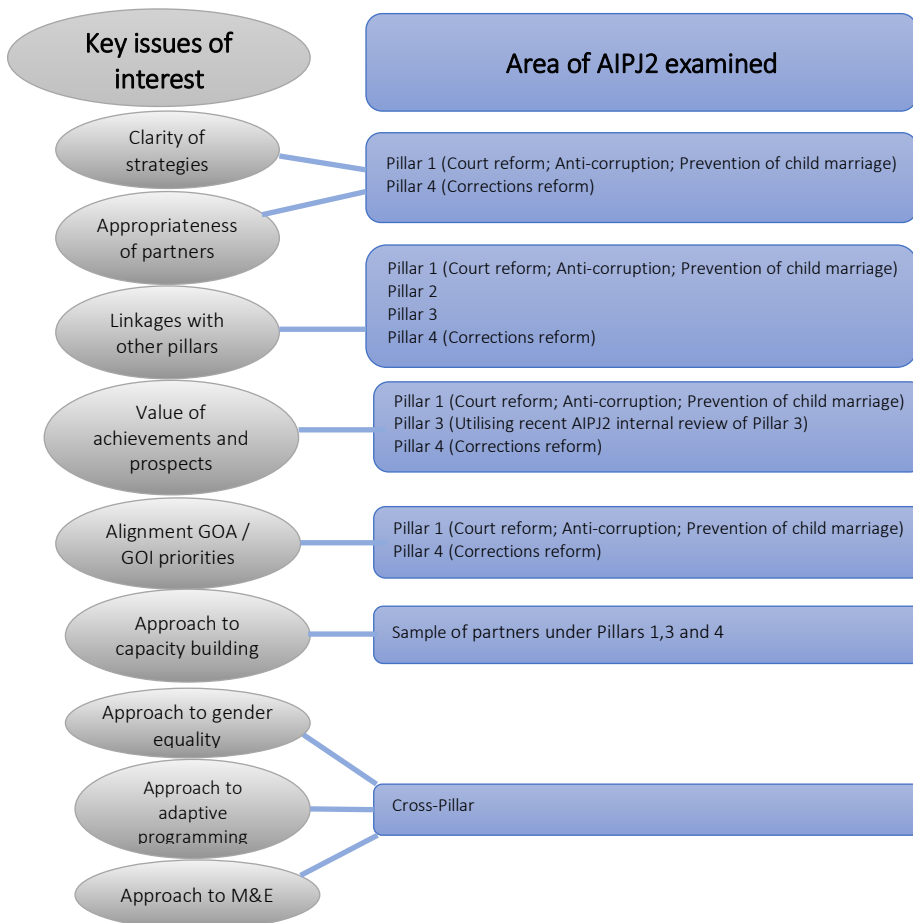 Key issues of
interest
Area of AIPJ2 examined
Clarity of
strategies
Appropriateness
of partners
Pillar 1 (Court reform; Anti-corruption; Prevention of child marriage)
Pillar 4 (Corrections reform)
Linkages with
other pillars
Pillar 1 (Court reform; Anti-corruption; Prevention of child marriage)
Pillar 2
Pillar 3
Pillar 4 (Corrections reform)
Value of
achievements and
prospects
Pillar 1 (Court reform; Anti-corruption; Prevention of child marriage)
Pillar 3 (Utilising recent AIPJ2 internal review of Pillar 3)
Pillar 4 (Corrections reform)
Alignment GOA /
GOI priorities
Pillar 1 (Court reform; Anti-corruption; Prevention of child marriage)
Pillar 4 (Corrections reform)
Approach to
capacity building
Sample of partners under Pillars 1,3 and 4
Approach to gender
equality
Approach to
adaptive
programming
Approach to M&E
Cross-Pillar